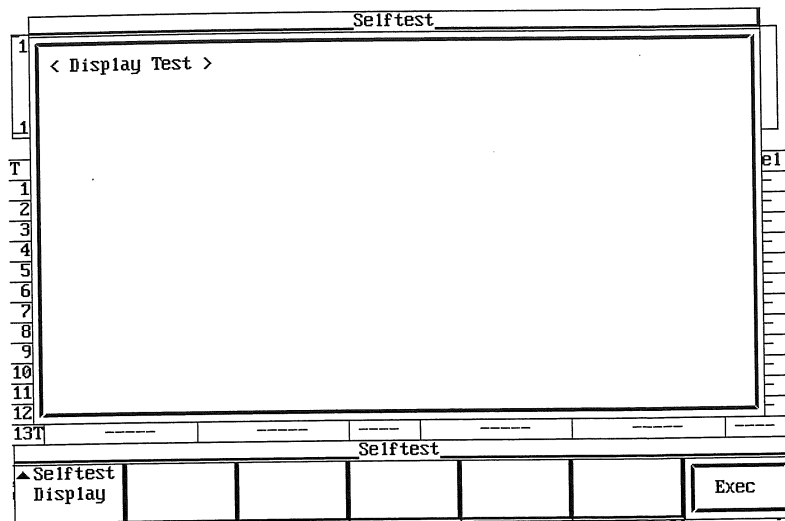 Selftest
1
< Display Test >
1
T
el
1
2
3
4
5
6
7
8
9
10
11
12
13T ----- ----- ---- ----- ----- ----
Selftest
▲Selftest
Display
Exec